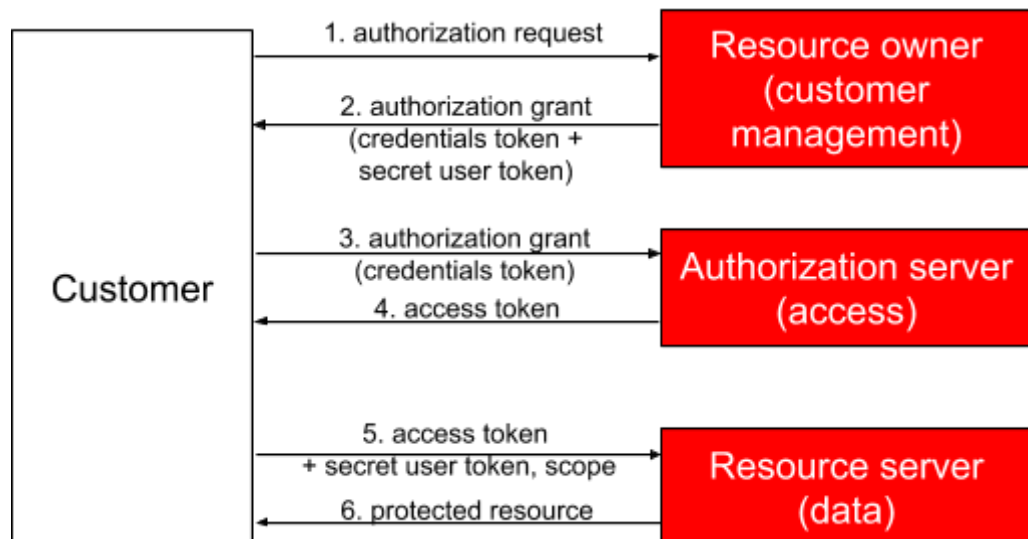 1. authorization request
Resource owner
(customer
management)
2. authorization grant
(credentials token +
secret user token)
Customer
3. authorization grant
(credentials token)
4. access token
Authorization server
(access)
5. access token
+ secret user token, scope
6. protected resource
Resource server
(data)